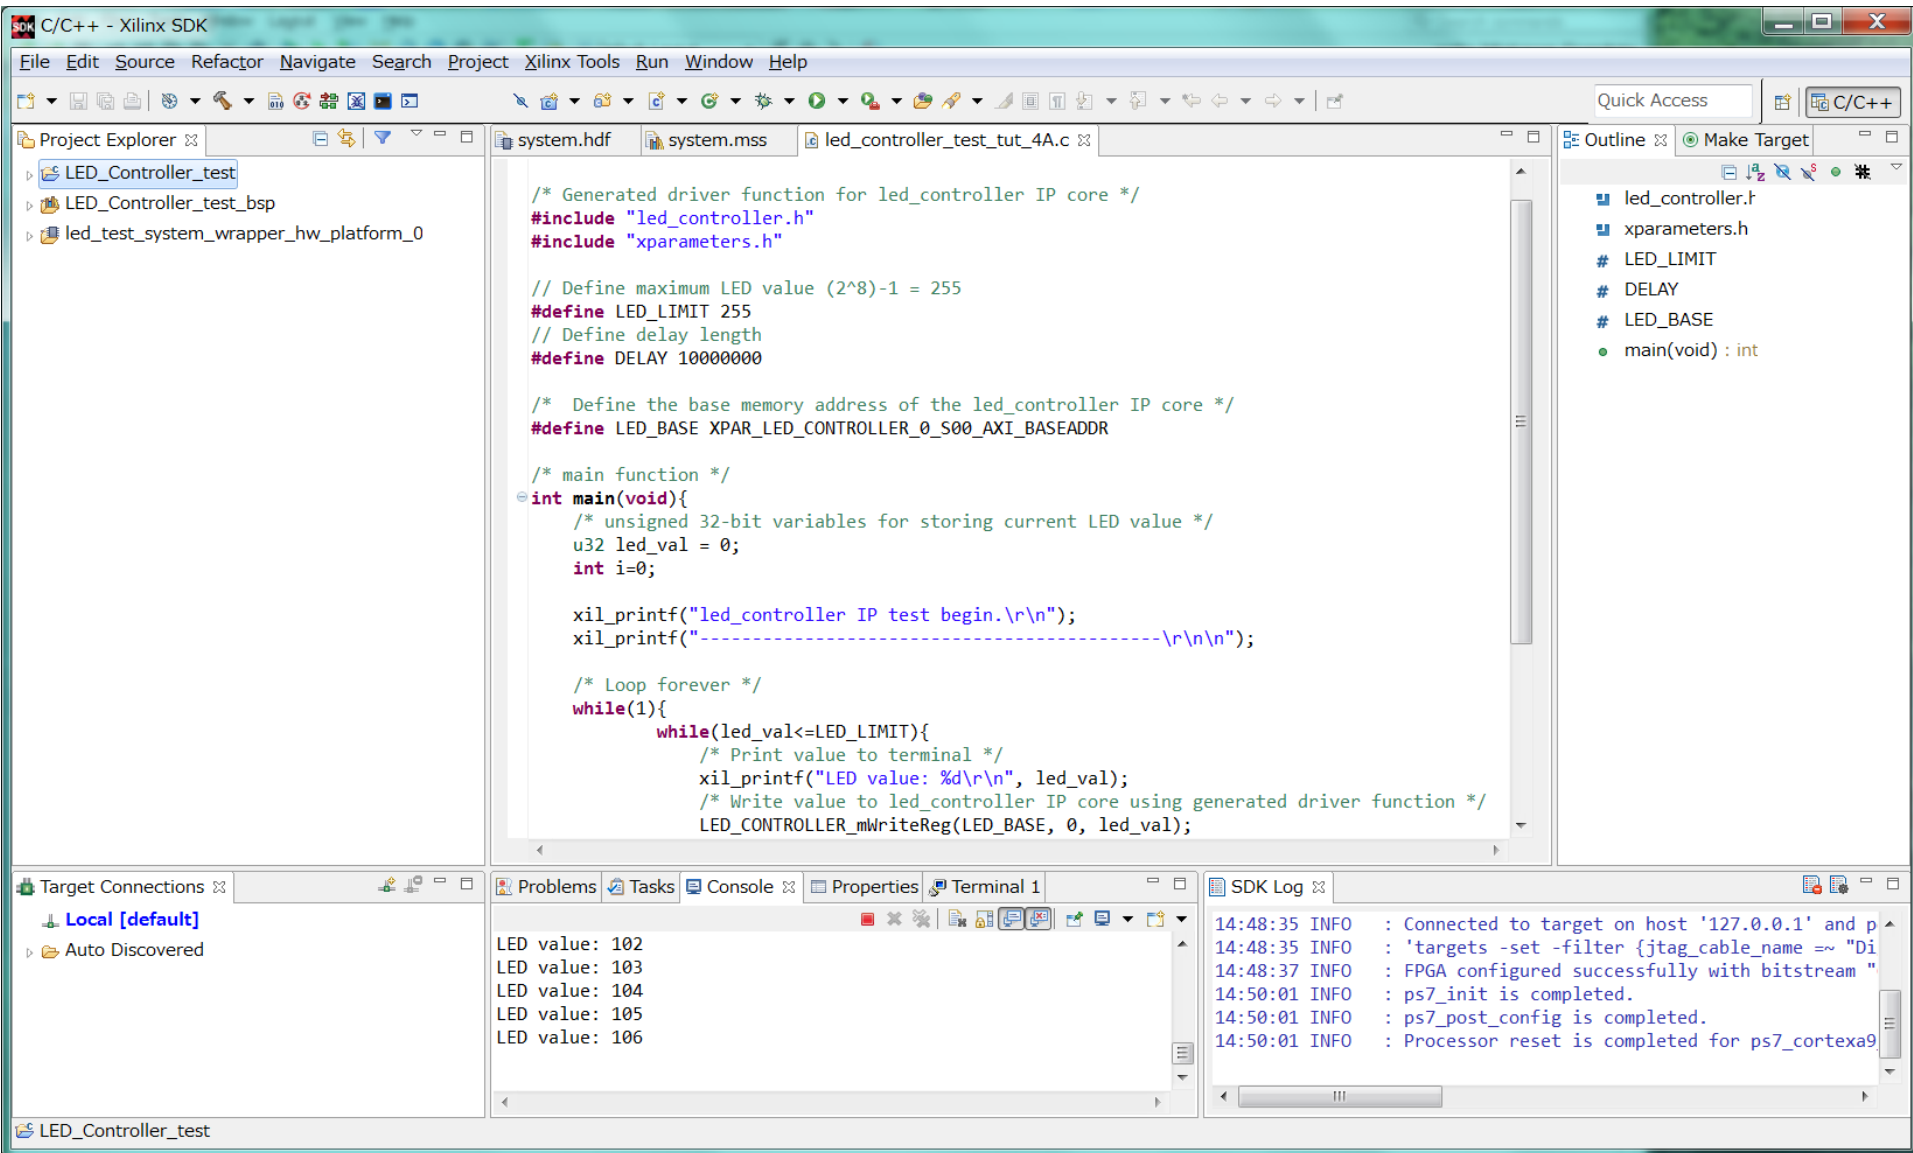 C/C++ - Xilinx SDK
File Edit Source Refactor Navigate Search Project Xilinx Tools Run Window Help
Quick Access
C/C++
Project Explorer
LED_Controller_test
LED_Controller_test_bsp
led_test_system_wrapper_hw_platform_0
system.hdf
system.mss
led_controller_test_tut_4A.c
/* Generated driver function for led_controller IP core */
#include "led_controller.h"
#include "xparameters.h"
// Define maximum LED value (2^8)-1 = 255
#define LED_LIMIT 255
// Define delay length
#define DELAY 10000000
/*  Define the base memory address of the led_controller IP core */
#define LED_BASE XPAR_LED_CONTROLLER_0_S00_AXI_BASEADDR
/* main function */
int main(void){
/* unsigned 32-bit variables for storing current LED value */
u32 led_val = 0;
int i=0;
xil_printf("led_controller IP test begin.\r\n");
xil_printf("--------------------------------------------\r\n\n");
/* Loop forever */
while(1){
while(led_val<=LED_LIMIT){
/* Print value to terminal */
xil_printf("LED value: %d\r\n", led_val);
/* Write value to led_controller IP core using generated driver function */
LED_CONTROLLER_mWriteReg(LED_BASE, 0, led_val);
Outline
Make Target
led_controller.h
xparameters.h
LED_LIMIT
DELAY
LED_BASE
main(void) : int
Target Connections
Local [default]
Auto Discovered
Problems
Tasks
Console
Properties
Terminal 1
LED value: 102
LED value: 103
LED value: 104
LED value: 105
LED value: 106
SDK Log
14:48:35 INFO : Connected to target on host '127.0.0.1' and p
14:48:35 INFO : 'targets -set -filter {jtag_cable_name =~ "Di
14:48:37 INFO : FPGA configured successfully with bitstream "
14:50:01 INFO : ps7_init is completed.
14:50:01 INFO : ps7_post_config is completed.
14:50:01 INFO : Processor reset is completed for ps7_cortexa9
LED_Controller_test